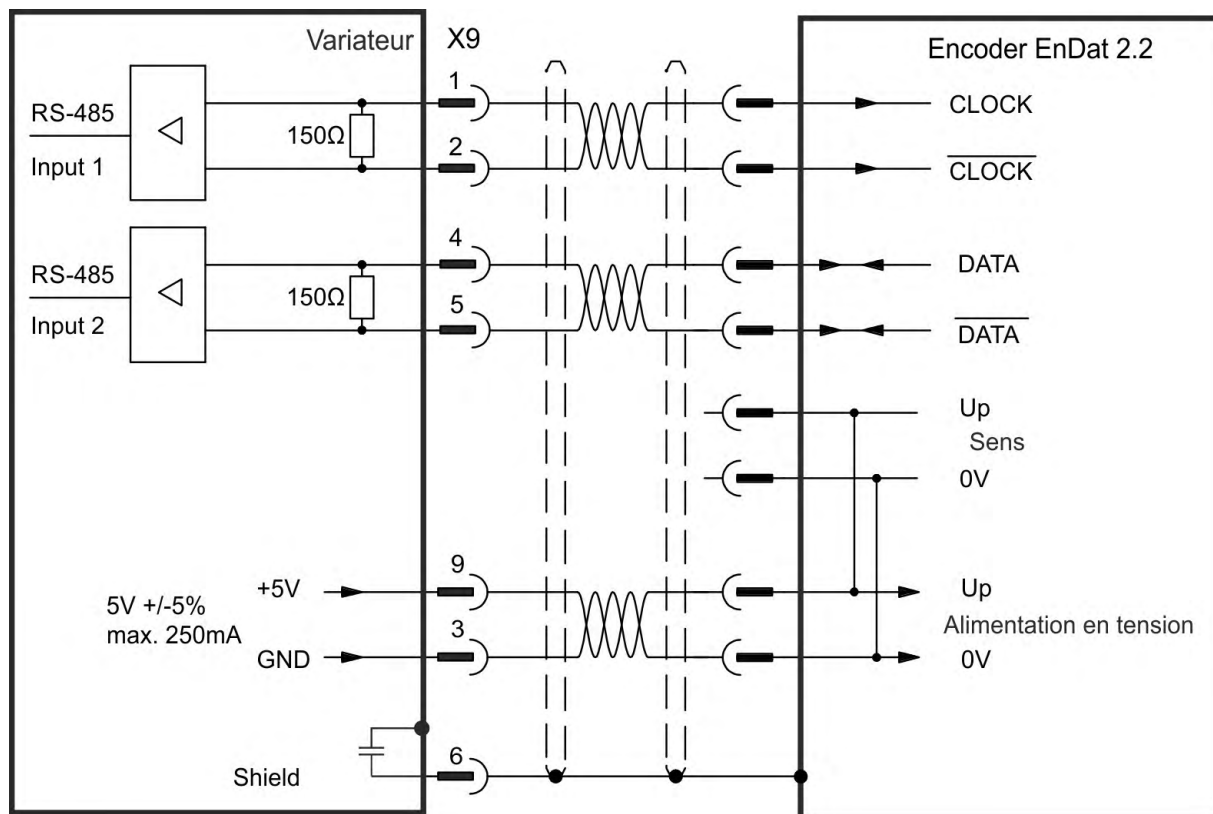 Variateur
X9
Encoder EnDat 2.2
RS-485
Input 1
150Ω
1
2
CLOCK
C̅L̅O̅C̅K̅
RS-485
Input 2
150Ω
4
5
DATA
D̅A̅T̅A̅
Up
Sens
0V
5V +/-5%
max. 250mA
+5V
GND
9
3
Up
Alimentation en tension
0V
Shield
6